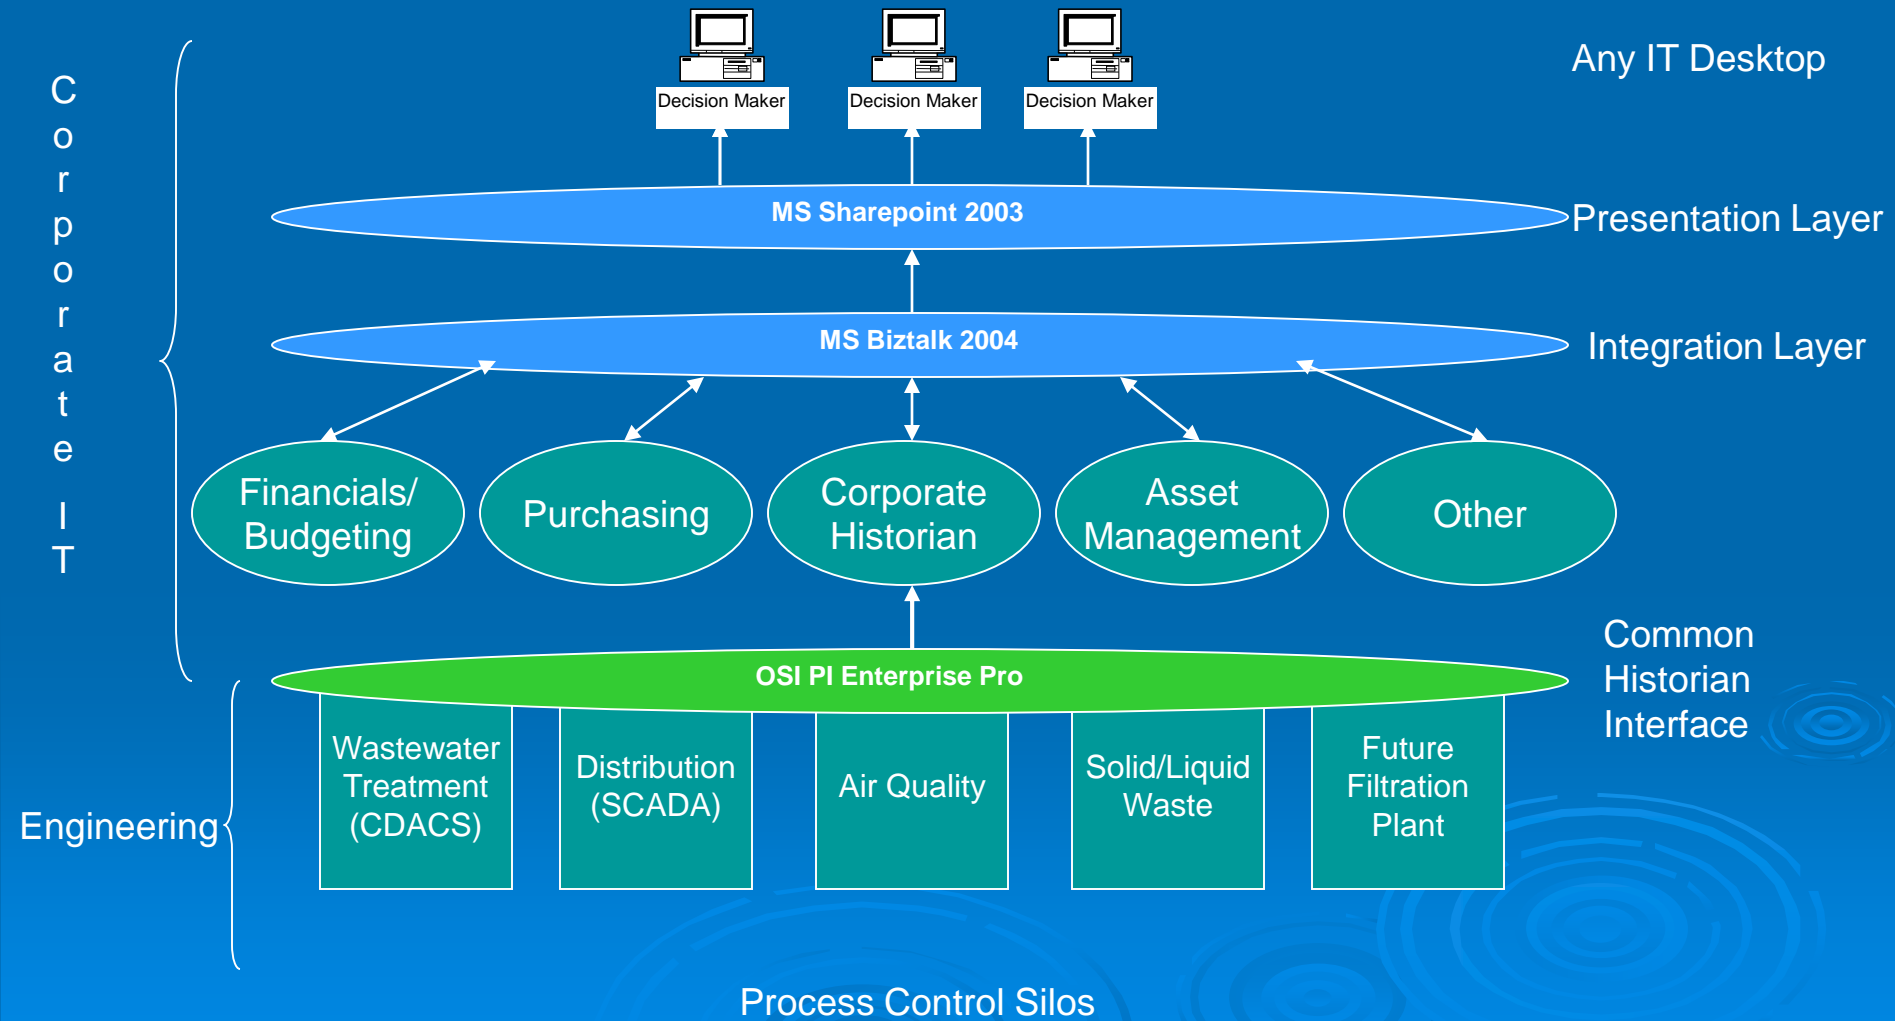 Any IT Desktop
Decision Maker
Decision Maker
Decision Maker
C
o
r
p
o
r
a
t
e
I
T
MS Sharepoint 2003
Presentation Layer
MS Biztalk 2004
Integration Layer
Financials/
Budgeting
Purchasing
Corporate
Historian
Asset
Management
Other
Common
Historian
Interface
OSI PI Enterprise Pro
Engineering
Wastewater
Treatment
(CDACS)
Distribution
(SCADA)
Air Quality
Solid/Liquid
Waste
Future
Filtration
Plant
Process Control Silos